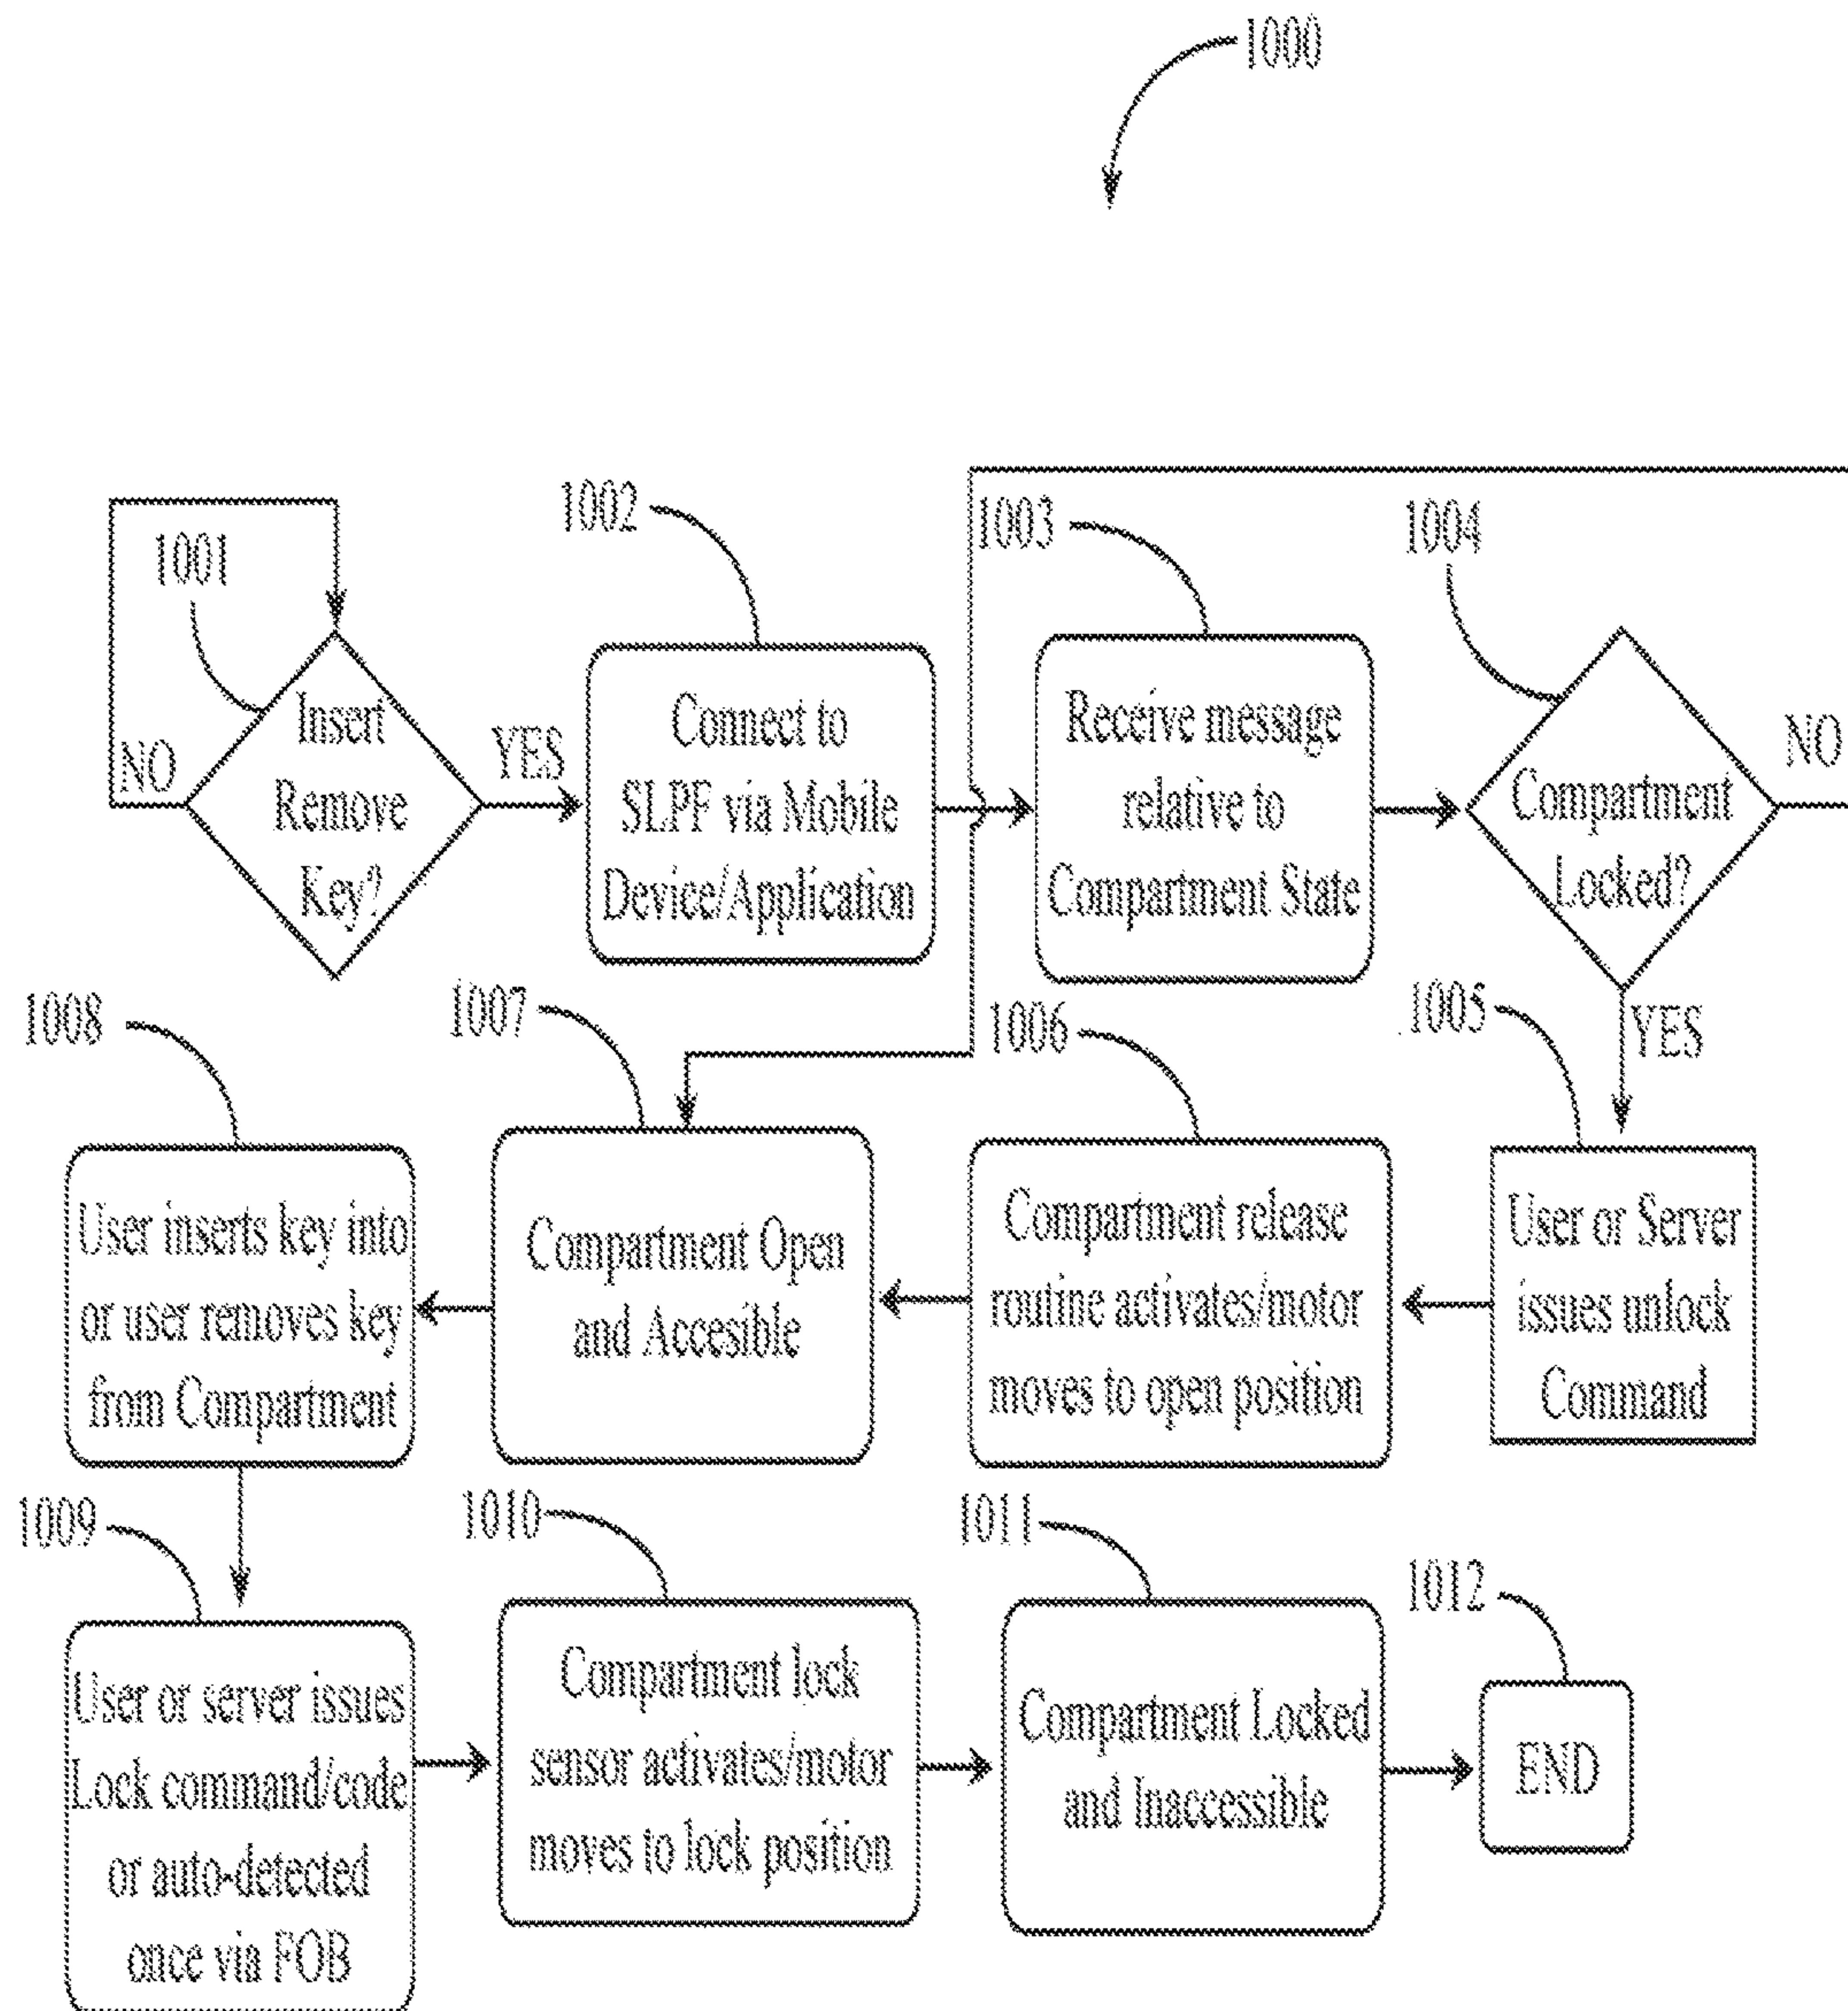 1000
1001
1002
1003
1004
Insert
Remove
Key?
NO
YES
Connect to
SLPF via Mobile
Device/Application
Receive message
relative to
Compartment State
Compartment
Locked?
NO
YES
1008
1007
1006
1005
User inserts key into
or user removes key
from Compartment
Compartment Open
and Accesible
Compartment release
routine activates/motor
moves to open position
User or Server
issues unlock
Command
1009
1010
1011
1012
User or server issues
Lock command/code
or auto-detected
once via FOB
Compartment lock
sensor activates/motor
moves to lock position
Compartment Locked
and Inaccessible
END